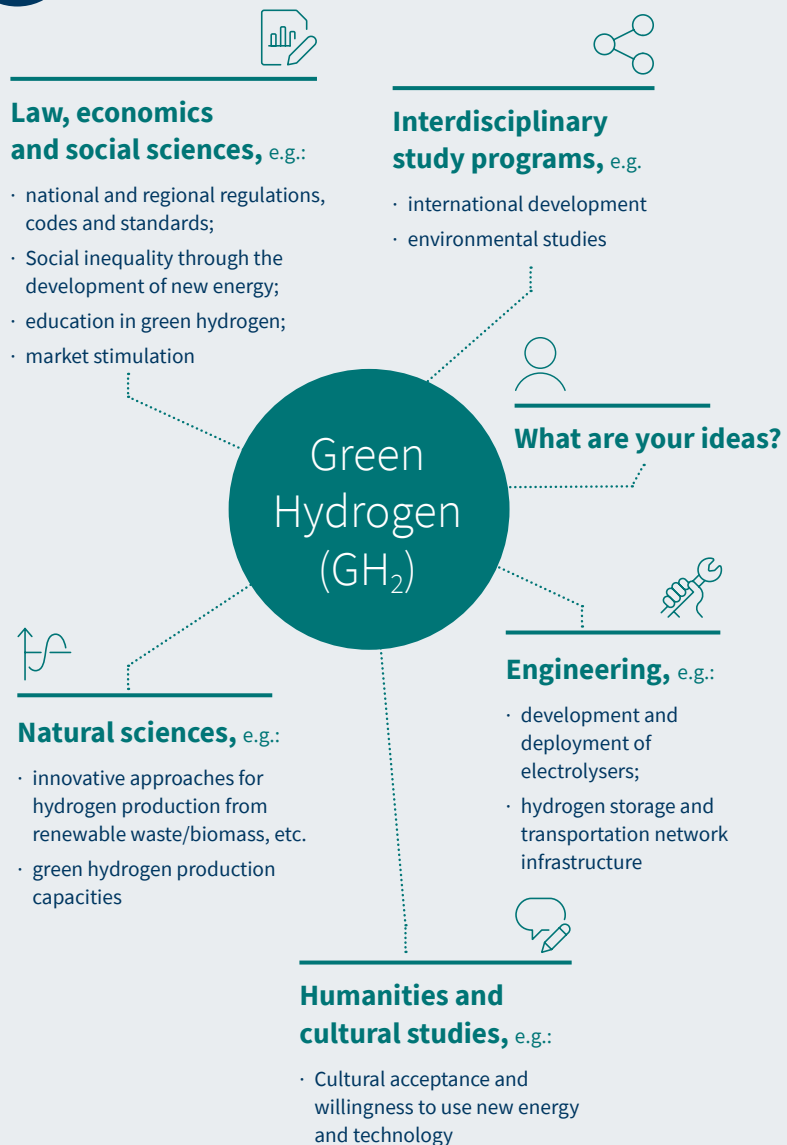 Law, economics
and social sciences, e.g.:
· national and regional regulations,
codes and standards;
· Social inequality through the
development of new energy;
· education in green hydrogen;
· market stimulation
Interdisciplinary
study programs, e.g.
· international development
· environmental studies
What are your ideas?
Green
Hydrogen
(GH₂)
Engineering, e.g.:
· development and
deployment of
electrolysers;
· hydrogen storage and
transportation network
infrastructure
Natural sciences, e.g.:
· innovative approaches for
hydrogen production from
renewable waste/biomass, etc.
· green hydrogen production
capacities
Humanities and
cultural studies, e.g.:
· Cultural acceptance and
willingness to use new energy
and technology